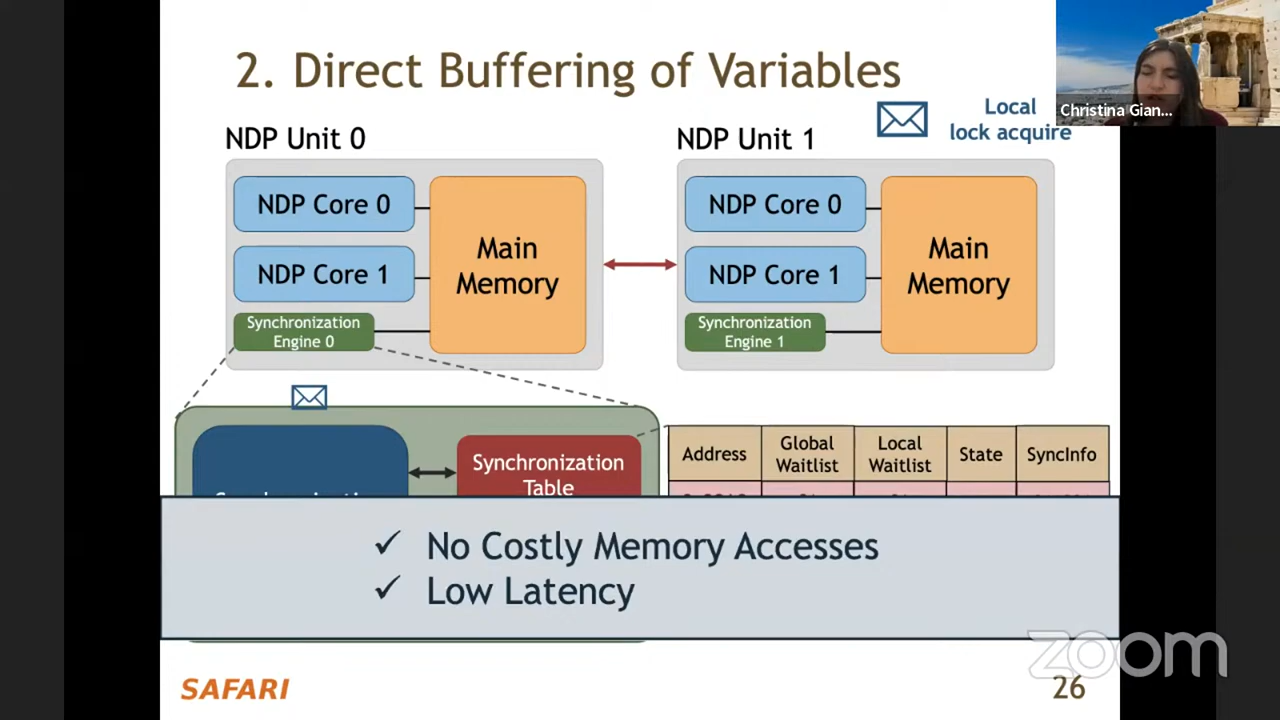 2. Direct Buffering of Variables
Local
lock acquire
Christina Gian...
NDP Unit 0
NDP Unit 1
NDP Core 0
NDP Core 1
Main
Memory
Synchronization
Engine 0
NDP Core 0
NDP Core 1
Main
Memory
Synchronization
Engine 1
Synchronization
Table
Address
Global
Waitlist
Local
Waitlist
State
SyncInfo
✓ No Costly Memory Accesses
✓ Low Latency
zoom
SAFARI
26